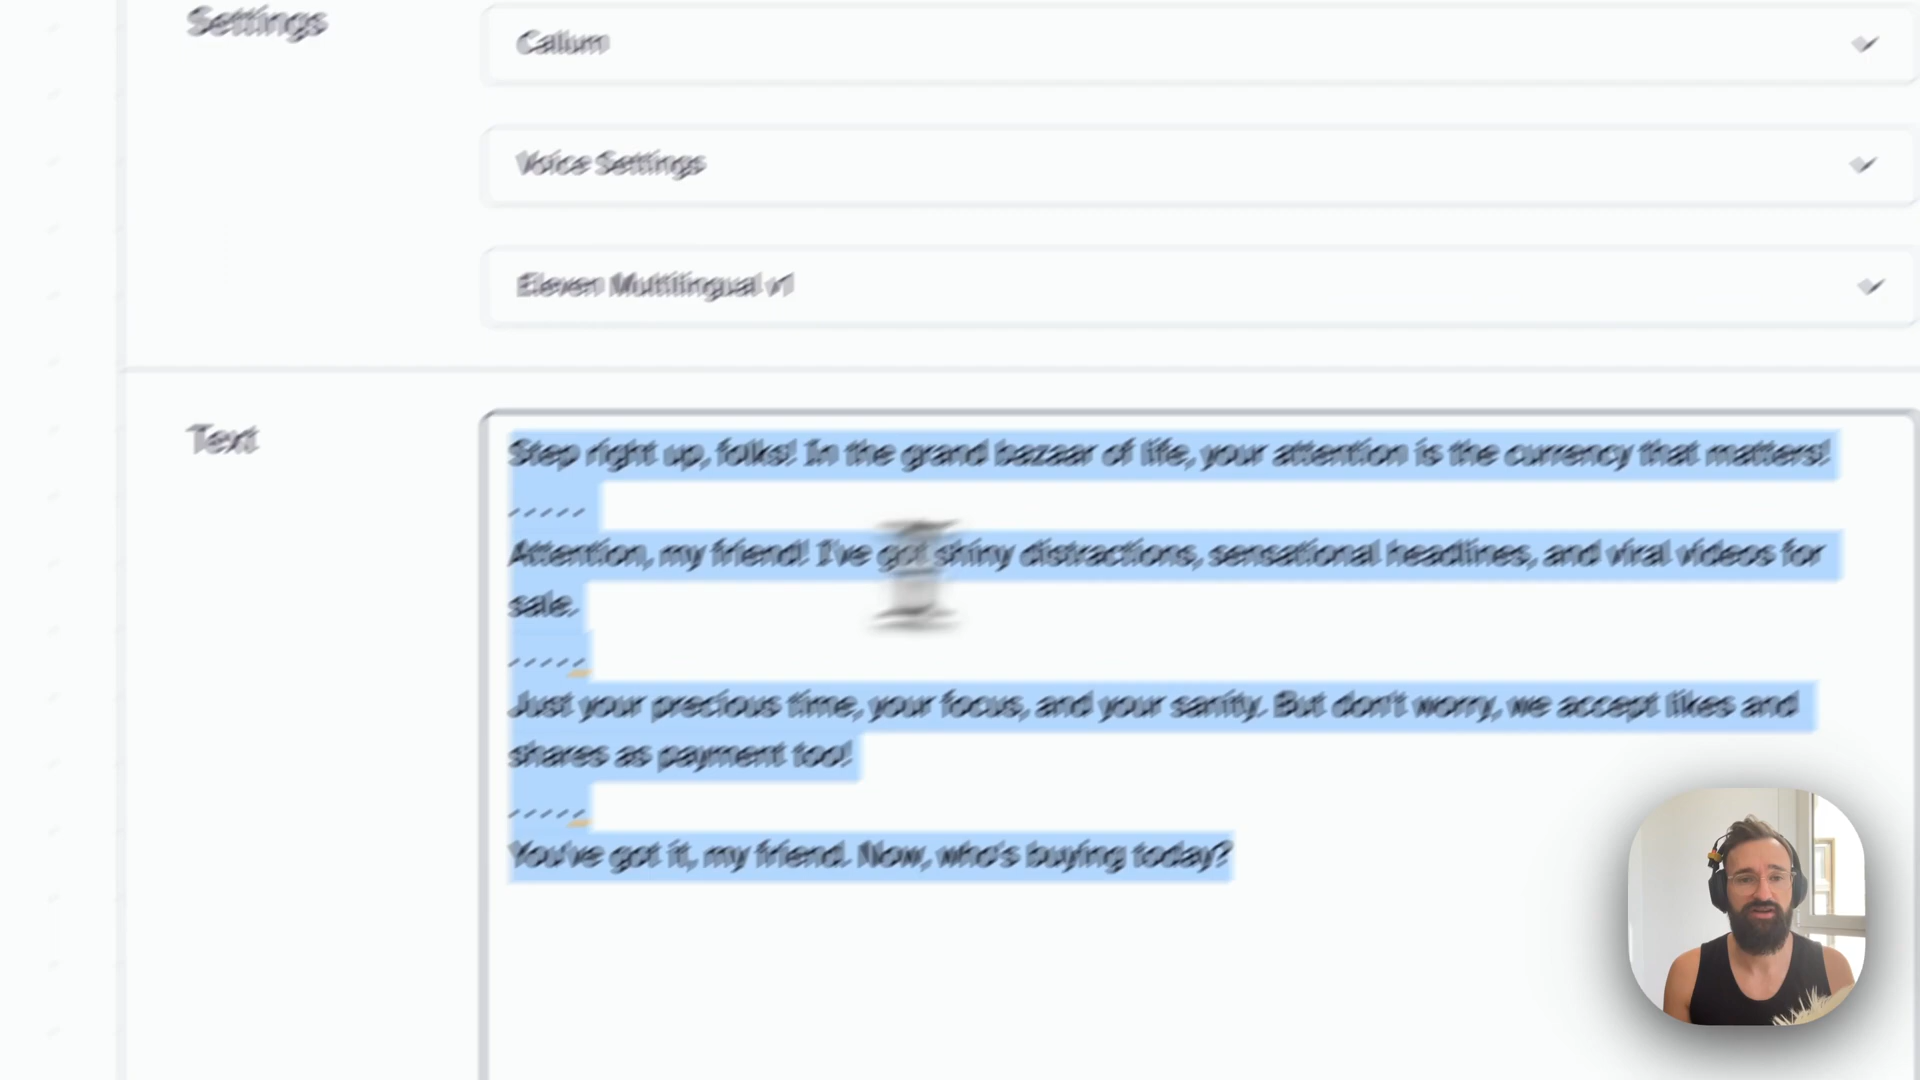 Settings
Callum
Voice Settings
Eleven Multilingual v1
Text
Step right up, folks! In the grand bazaar of life, your attention is the currency that matters!
.....
Attention, my friend! I've got shiny distractions, sensational headlines, and viral videos for
sale.
.....
Just your precious time, your focus, and your sanity. But don't worry, we accept likes and
shares as payment too!
.....
You've got it, my friend. Now, who's buying today?